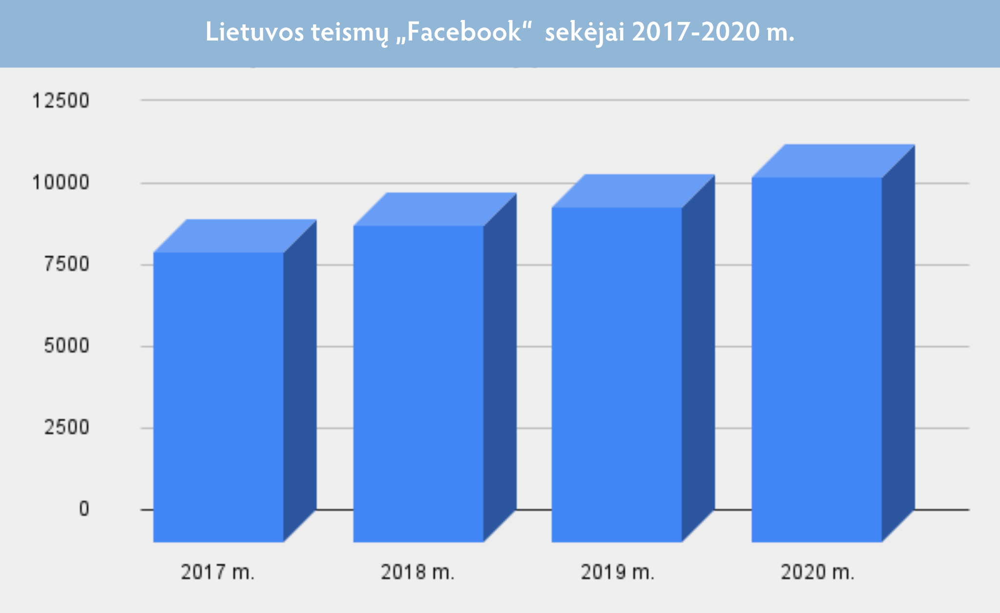 Lietuvos teismų „Facebook“ sekėjai 2017-2020 m.
12500
10000
7500
5000
2500
0
2017 m.
2018 m.
2019 m.
2020 m.